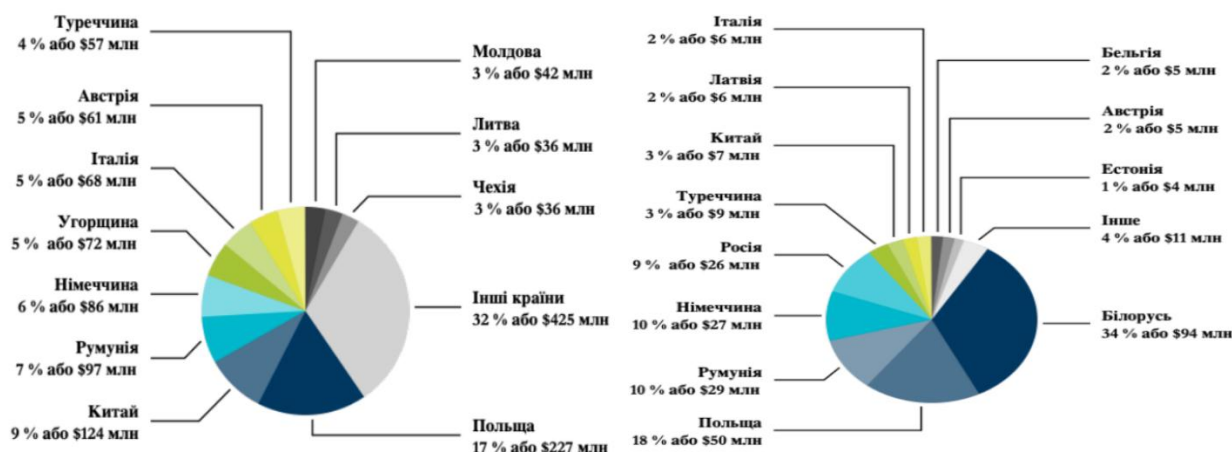 Туреччина
4 % або $57 млн
Австрія
5 % або $61 млн
Італія
5 % або $68 млн
Угорщина
5 % $72 млн
Німеччина
6 % або $86 млн
Румунія
7 % або $97 млн
Китай
9 % або $124 млн
Молдова
3 % або $42 млн
Литва
3 % або $36 млн
Чехія
3 % або $36 млн
Інші країни
32 % або $425 млн
Польща
17 % або $227 млн
Італія
2 % або $6 млн
Латвія
2 % або $6 млн
Китай
3 % або $7 млн
Туреччина
3 % або $9 млн
Росія
9 % або $26 млн
Німеччина
10 % або $27 млн
Румунія
10 % або $29 млн
Польща
18 % або $50 млн
Бельгія
2 % або $5 млн
Австрія
2 % або $5 млн
Естонія
1 % або $4 млн
Інше
4 % або $11 млн
Білорусь
34 % або $94 млн